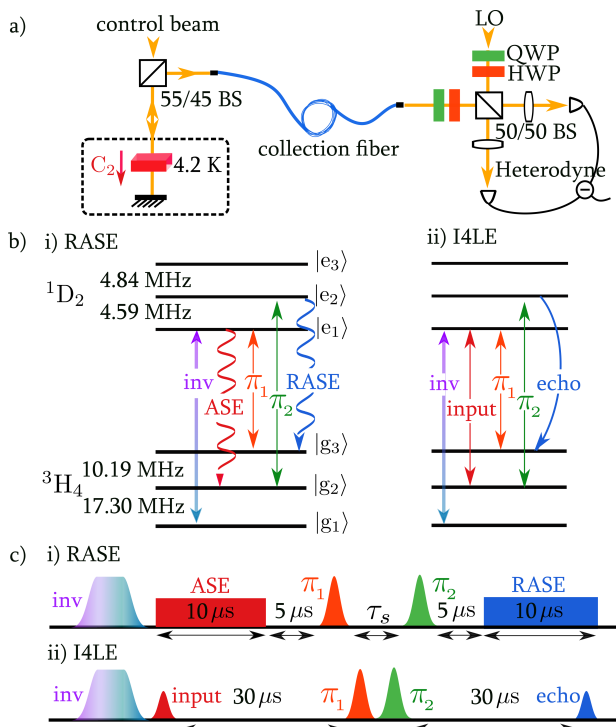 a)
control beam
LO
QWP
HWP
55/45 BS
50/50 BS
collection fiber
C₂
4.2 K
Heterodyne
b)
i) RASE
ii) I4LE
|e₃⟩
4.84 MHz
¹D₂
|e₂⟩
4.59 MHz
|e₁⟩
inv
ASE
π₁
π₂
RASE
inv
input
π₁
π₂
echo
|g₃⟩
10.19 MHz
³H₄
|g₂⟩
17.30 MHz
|g₁⟩
c)
i) RASE
inv
ASE
10 μs
5 μs
π₁
τₛ
π₂
5 μs
RASE
10 μs
ii) I4LE
inv
input
30 μs
π₁
π₂
30 μs
echo